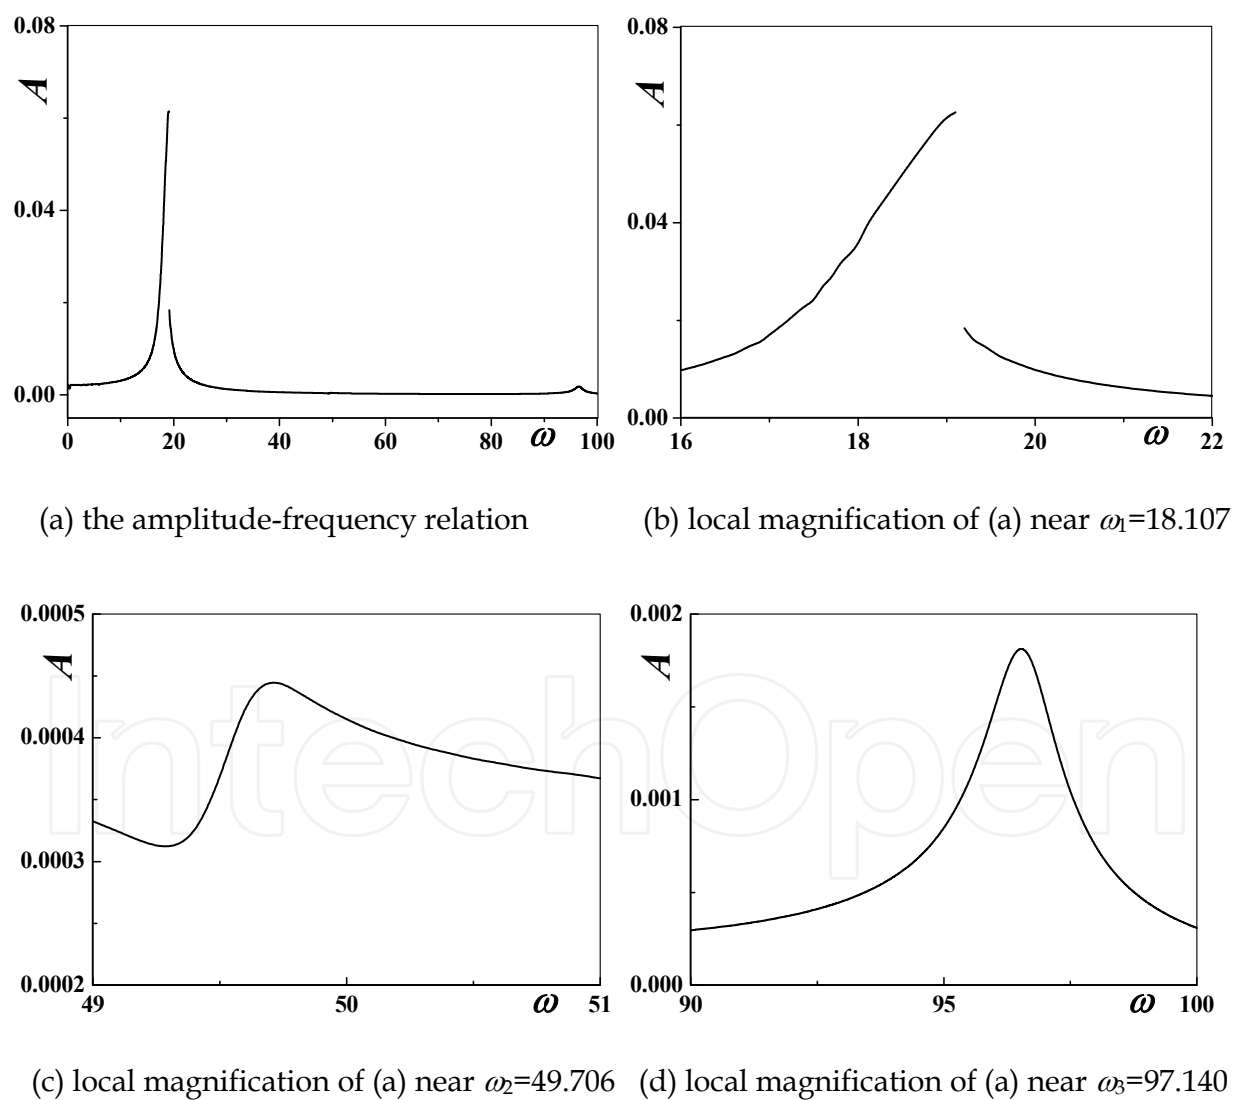 0.08
A
0.04
0.00
0 20 40 60 80 ω 100
(a) the amplitude-frequency relation
0.08
A
0.04
0.00
16 18 20 ω 22
(b) local magnification of (a) near ω1=18.107
0.0005
A
0.0004
0.0003
0.0002
49 50 ω 51
(c) local magnification of (a) near ω2=49.706
0.002
A
0.001
0.000
90 95 ω 100
(d) local magnification of (a) near ω3=97.140
IntechOpen